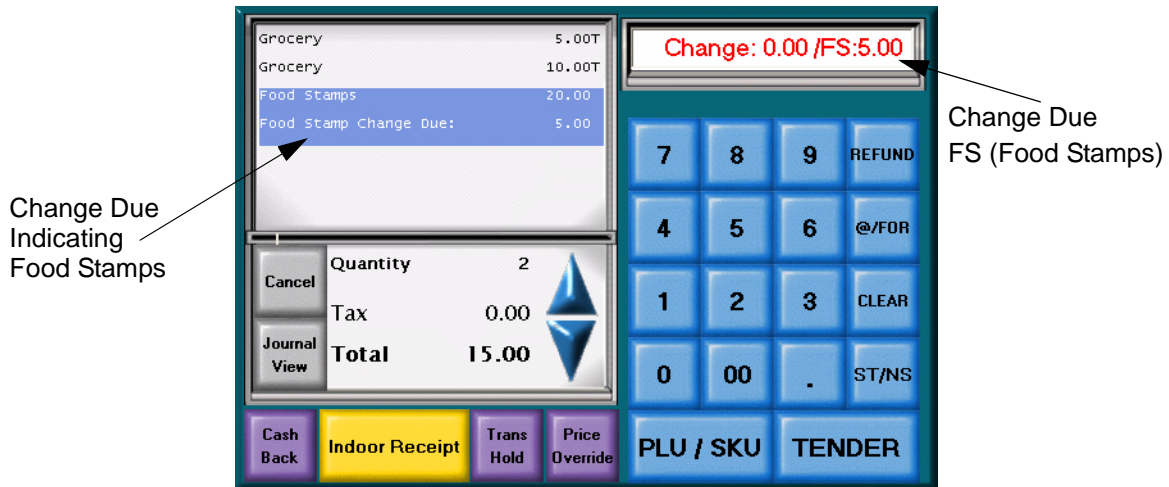 Grocery 5.00T
Grocery 10.00T
Food Stamps 20.00
Food Stamp Change Due: 5.00
Change: 0.00 /FS:5.00
Change Due
FS (Food Stamps)
Change Due
Indicating
Food Stamps
Cancel
Journal
View
Quantity 2
Tax 0.00
Total 15.00
7 8 9 REFUND
4 5 6 @/FOR
1 2 3 CLEAR
0 00 . ST/NS
Cash
Back
Indoor Receipt
Trans
Hold
Price
Override
PLU / SKU TENDER